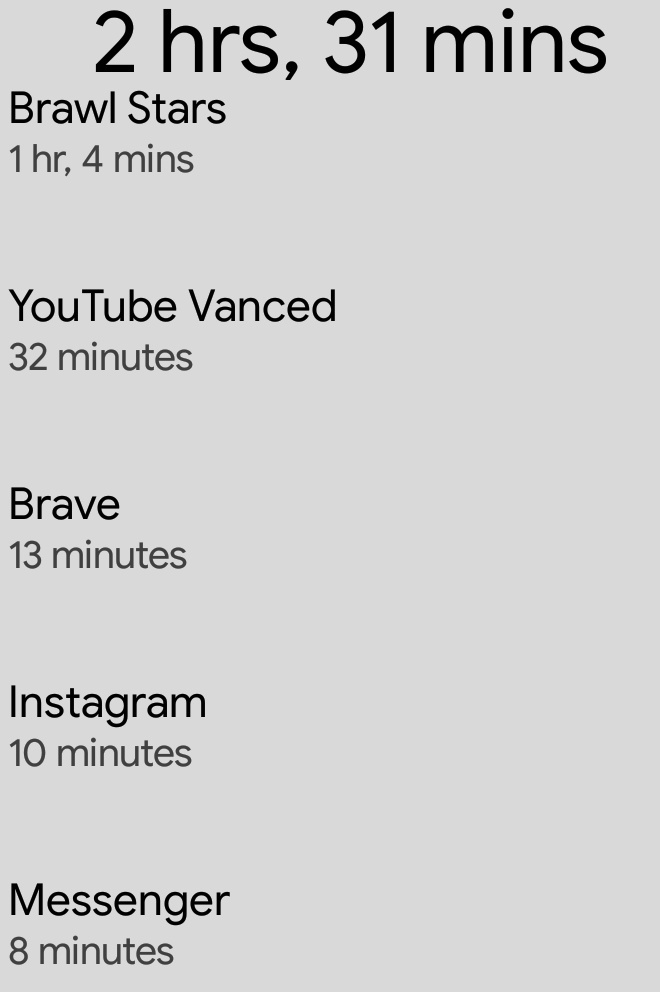 2 hrs, 31 mins
Brawl Stars
1 hr, 4 mins
YouTube Vanced
32 minutes
Brave
13 minutes
Instagram
10 minutes
Messenger
8 minutes